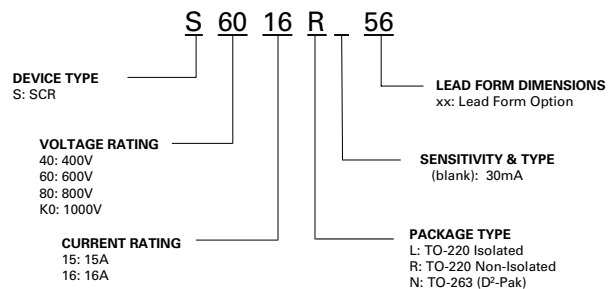 S 60 16 R _ 56
DEVICE TYPE
S: SCR
VOLTAGE RATING
40: 400V
60: 600V
80: 800V
K0: 1000V
CURRENT RATING
15: 15A
16: 16A
LEAD FORM DIMENSIONS
xx: Lead Form Option
SENSITIVITY & TYPE
(blank): 30mA
PACKAGE TYPE
L: TO-220 Isolated
R: TO-220 Non-Isolated
N: TO-263 (D²-Pak)